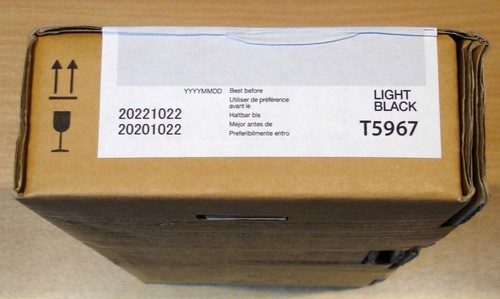 YYYYMMDD Best before
Utiliser de préférence
avant le
20221022 Haltbar bis
20201022 Mejor antes de
Preferiblimente entro
LIGHT
BLACK
T5967